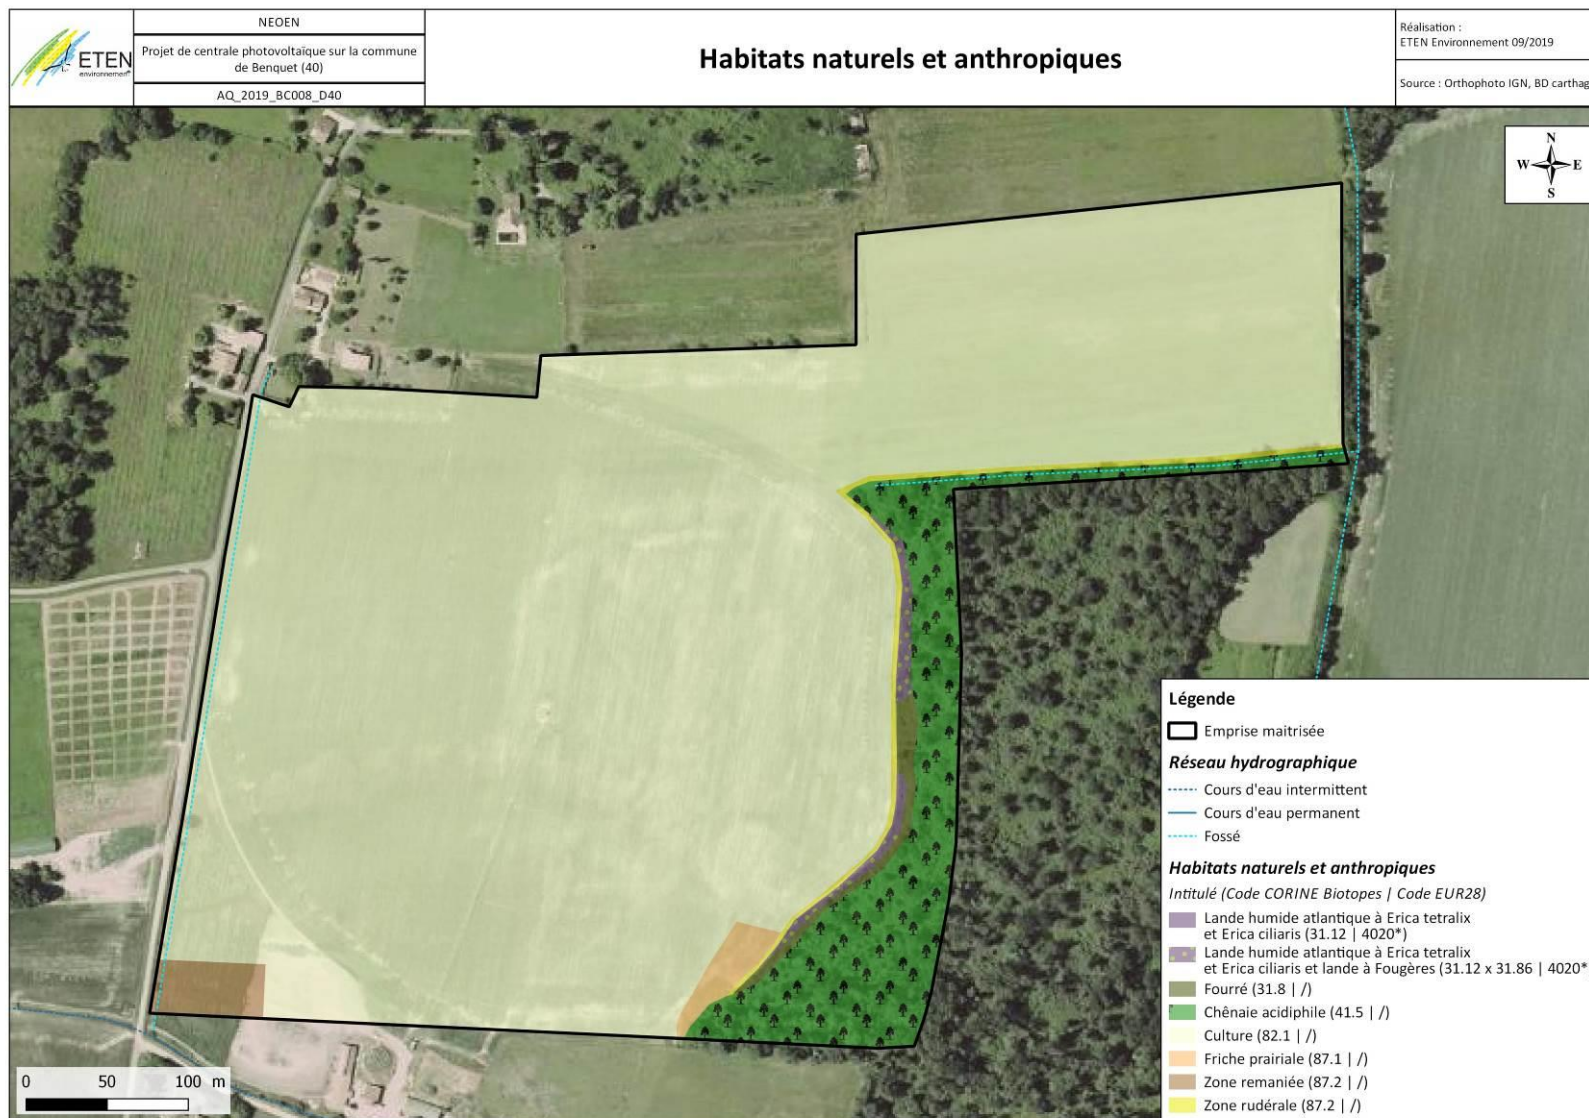 ETEN
environnement
NEOEN
Projet de centrale photovoltaïque sur la commune
de Benquet (40)
AQ_2019_BC008_D40
Habitats naturels et anthropiques
Réalisation :
ETEN Environnement 09/2019
Source : Orthophoto IGN, BD carthag
N
W E
S
Légende
Emprise maitrisée
Réseau hydrographique
Cours d'eau intermittent
Cours d'eau permanent
Fossé
Habitats naturels et anthropiques
Intitulé (Code CORINE Biotopes | Code EUR28)
Lande humide atlantique à Erica tetralix
et Erica ciliaris (31.12 | 4020*)
Lande humide atlantique à Erica tetralix
et Erica ciliaris et lande à Fougères (31.12 x 31.86 | 4020*
Fourré (31.8 | /)
Chênaie acidiphile (41.5 | /)
Culture (82.1 | /)
Friche prairiale (87.1 | /)
Zone remaniée (87.2 | /)
Zone rudérale (87.2 | /)
0 50 100 m